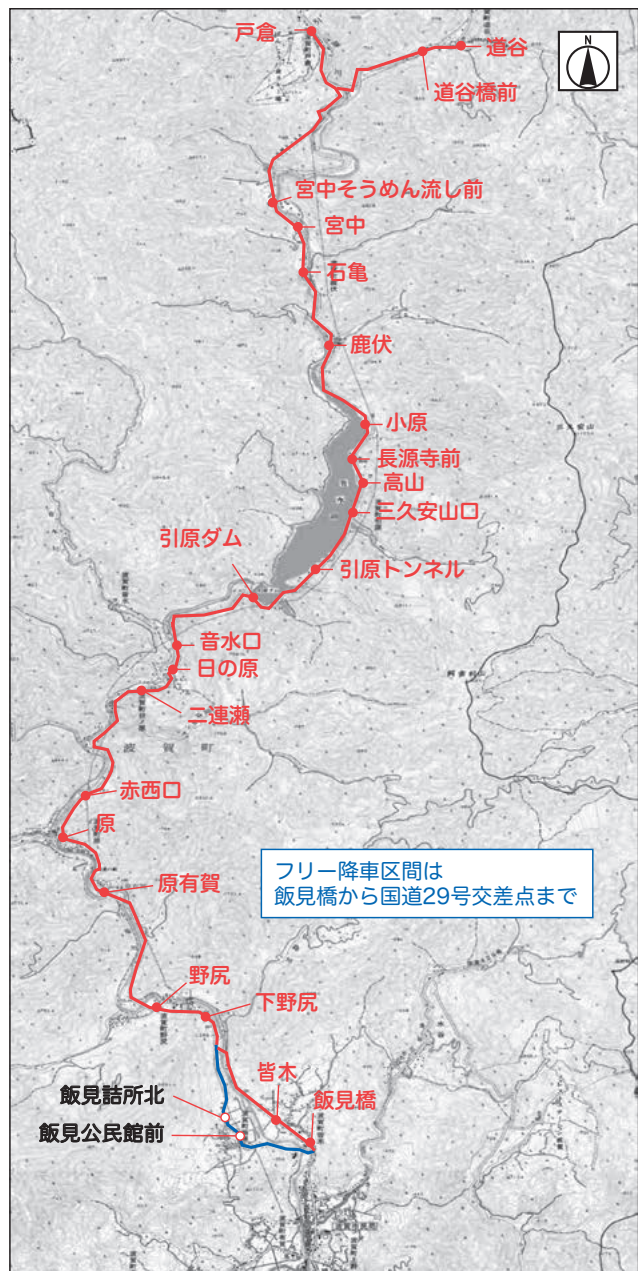 戸倉
道谷
N
道谷橋前
宮中そうめん流し前
宮中
石亀
鹿伏
小原
長源寺前
高山
三久安山口
引原ダム
引原トンネル
音水口
日の原
二連瀬
波賀町
赤西口
原
フリー降車区間は
飯見橋から国道29号交差点まで
原有賀
野尻
下野尻
皆木
飯見詰所北
飯見橋
飯見公民館前